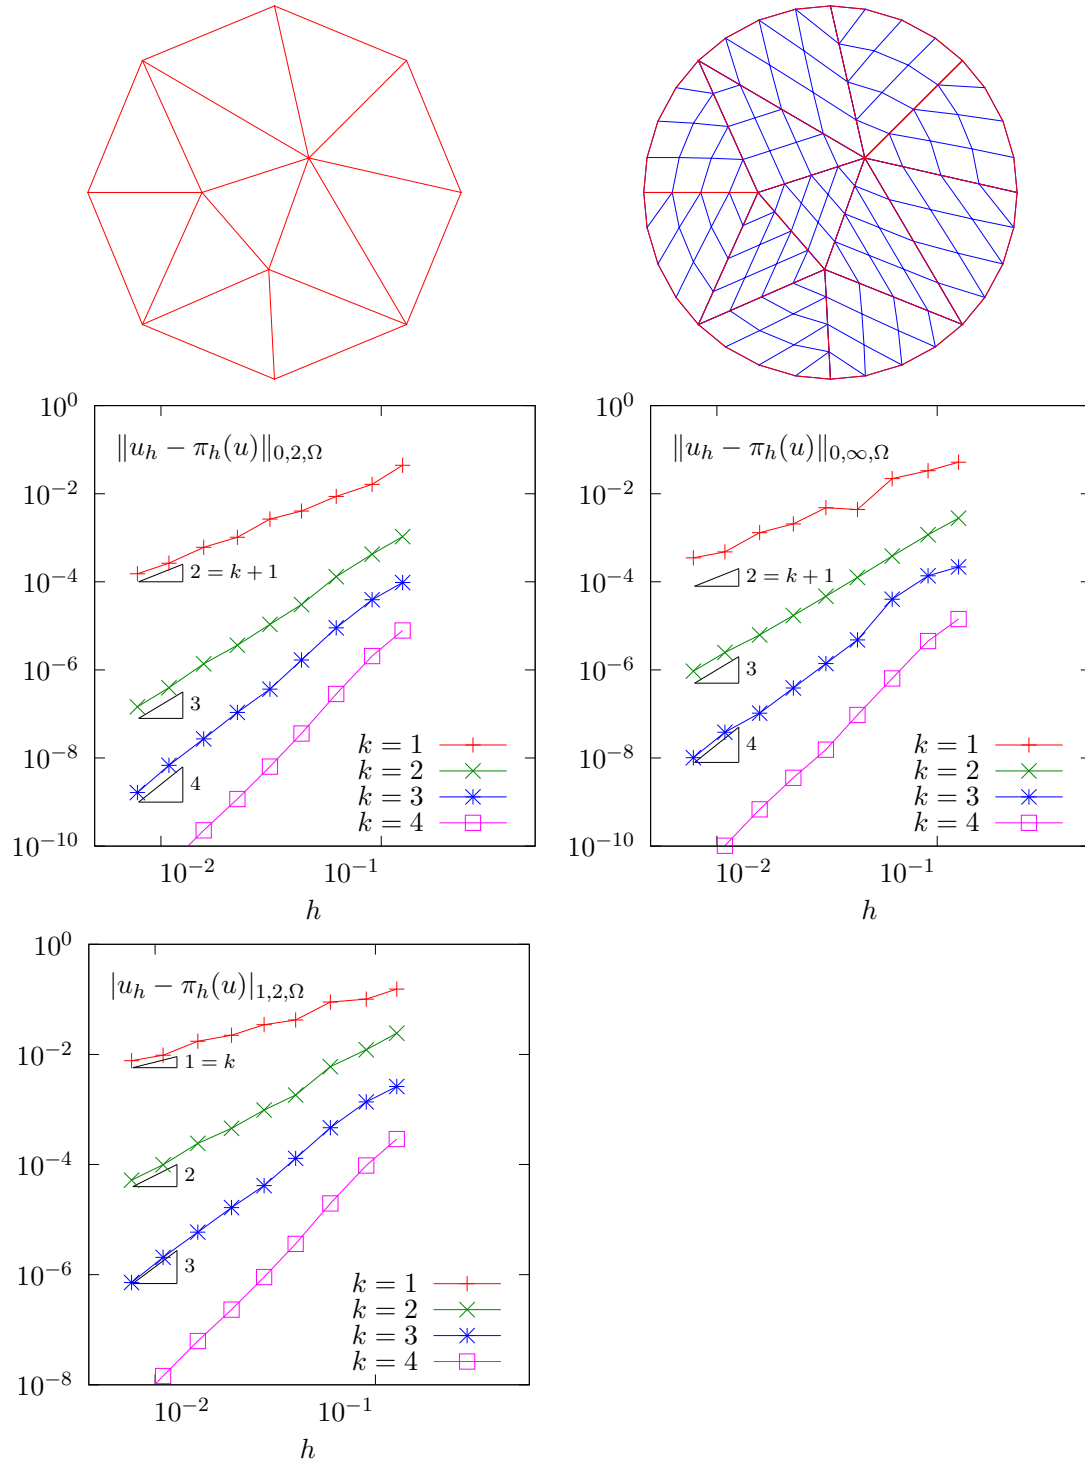 10^0
10^{-2}
10^{-4}
10^{-6}
10^{-8}
10^{-10}
‖u_h − π_h(u)‖_{0,2,Ω}
2 = k + 1
3
4
k = 1
k = 2
k = 3
k = 4
10^{-2} 10^{-1}
h
10^0
10^{-2}
10^{-4}
10^{-6}
10^{-8}
10^{-10}
‖u_h − π_h(u)‖_{0,∞,Ω}
2 = k + 1
3
4
k = 1
k = 2
k = 3
k = 4
10^{-2} 10^{-1}
h
10^0
10^{-2}
10^{-4}
10^{-6}
10^{-8}
|u_h − π_h(u)|_{1,2,Ω}
1 = k
2
3
k = 1
k = 2
k = 3
k = 4
10^{-2} 10^{-1}
h